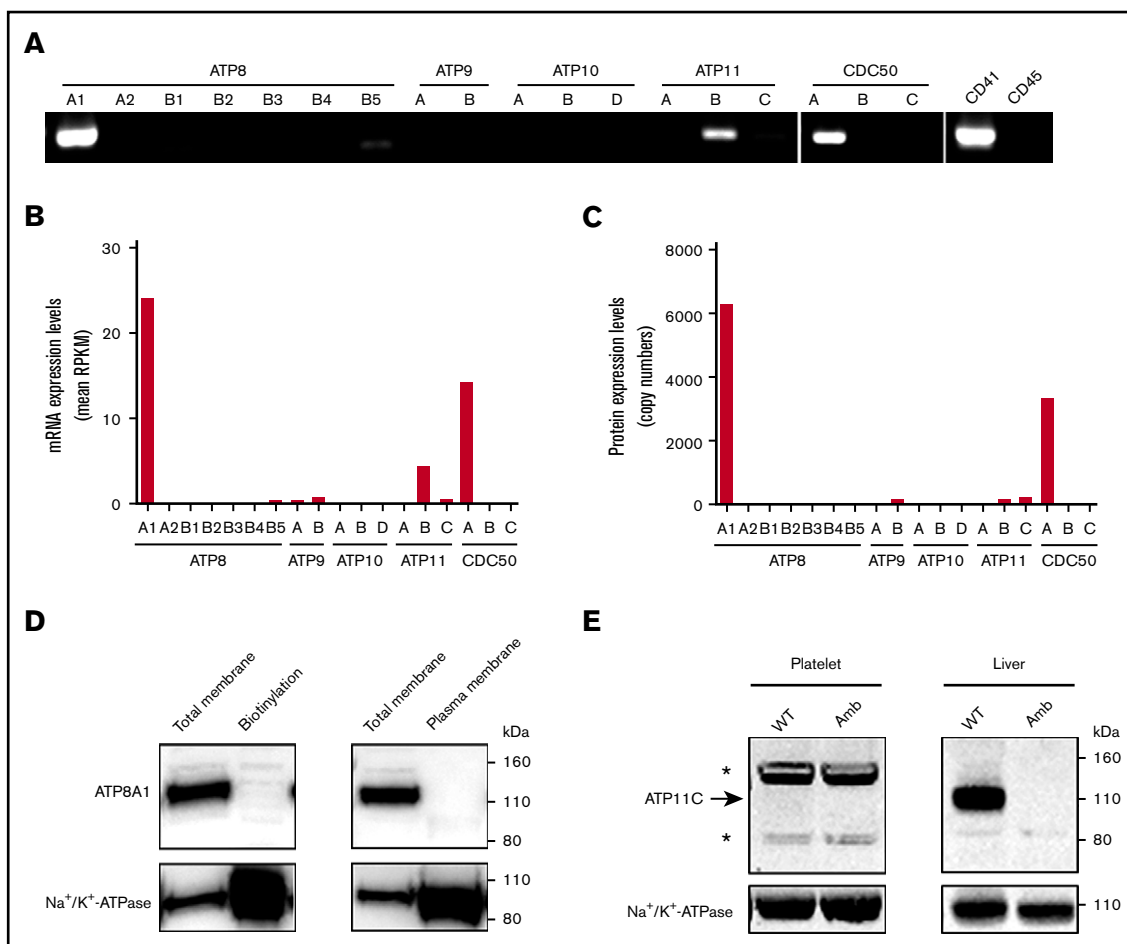 A
ATP8 ATP9 ATP10 ATP11 CDC50
A1 A2 B1 B2 B3 B4 B5 A B A B D A B C A B C CD41 CD45
B
mRNA expression levels
(mean RPKM)
30
20
10
0
A1 A2 B1 B2 B3 B4 B5 A B A B D A B C A B C
ATP8 ATP9 ATP10 ATP11 CDC50
C
Protein expression levels
(copy numbers)
8000
6000
4000
2000
0
A1 A2 B1 B2 B3 B4 B5 A B A B D A B C A B C
ATP8 ATP9 ATP10 ATP11 CDC50
D
Total membrane Biotinylation Total membrane Plasma membrane
kDa
160
ATP8A1
110
80
110
Na⁺/K⁺-ATPase
80
E
Platelet Liver
WT Amb WT Amb
kDa
160
*
ATP11C
110
*
80
Na⁺/K⁺-ATPase
110